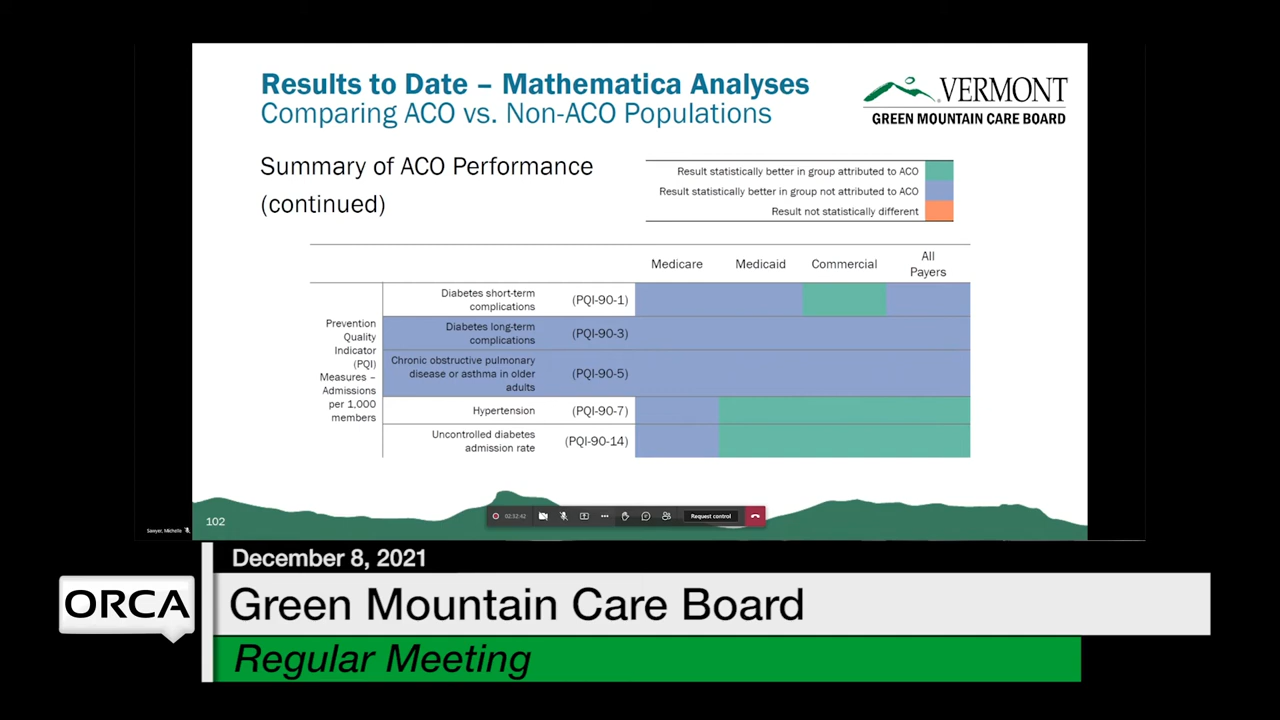 Results to Date – Mathematica Analyses
Comparing ACO vs. Non-ACO Populations
VERMONT
GREEN MOUNTAIN CARE BOARD
Summary of ACO Performance
(continued)
Result statistically better in group attributed to ACO
Result statistically better in group not attributed to ACO
Result not statistically different
Medicare
Medicaid
Commercial
All
Payers
Prevention
Quality
Indicator
(PQI)
Measures –
Admissions
per 1,000
members
Diabetes short-term
complications
(PQI-90-1)
Diabetes long-term
complications
(PQI-90-3)
Chronic obstructive pulmonary
disease or asthma in older
adults
(PQI-90-5)
Hypertension
(PQI-90-7)
Uncontrolled diabetes
admission rate
(PQI-90-14)
102
02:52:42
Request control
Sawyer, Michelle
December 8, 2021
ORCA
Green Mountain Care Board
Regular Meeting